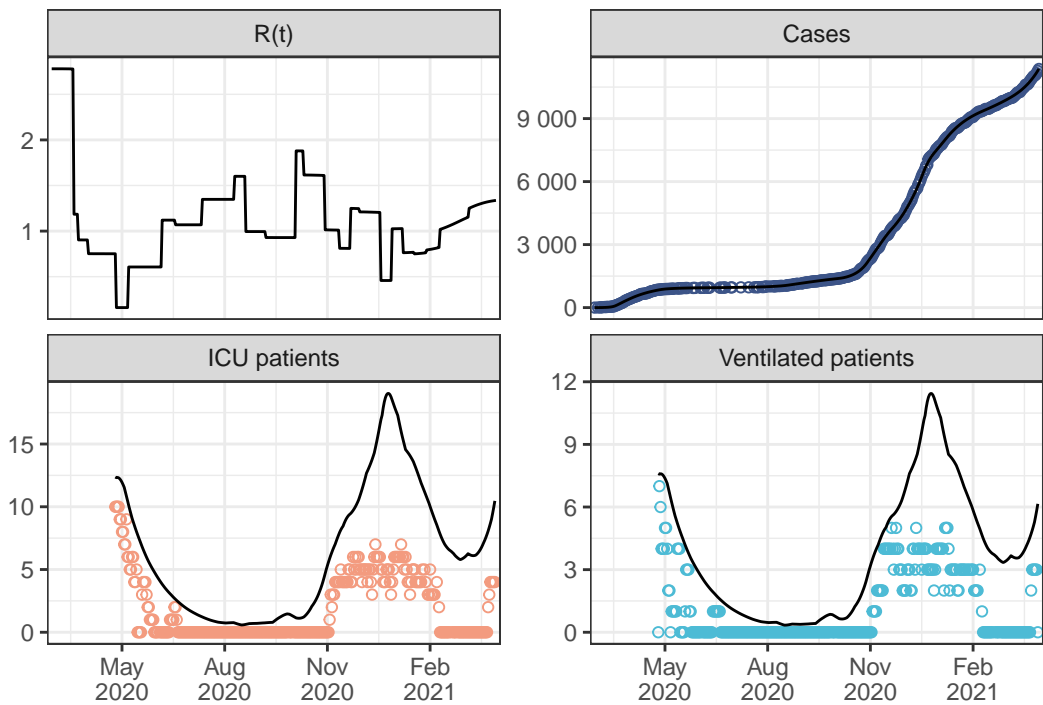 R(t)
Cases
2
1
9 000
6 000
3 000
0
ICU patients
Ventilated patients
15
10
5
0
12
9
6
3
0
May
2020
Aug
2020
Nov
2020
Feb
2021
May
2020
Aug
2020
Nov
2020
Feb
2021